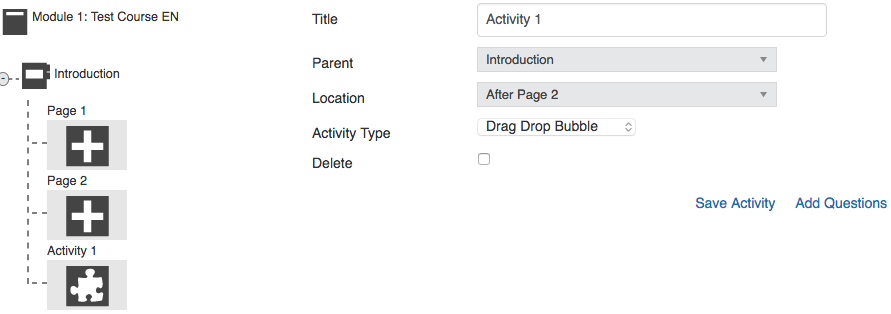 Module 1: Test Course EN
Introduction
Page 1
Page 2
Activity 1
Title
Activity 1
Parent
Introduction
Location
After Page 2
Activity Type
Drag Drop Bubble
Delete
Save Activity
Add Questions